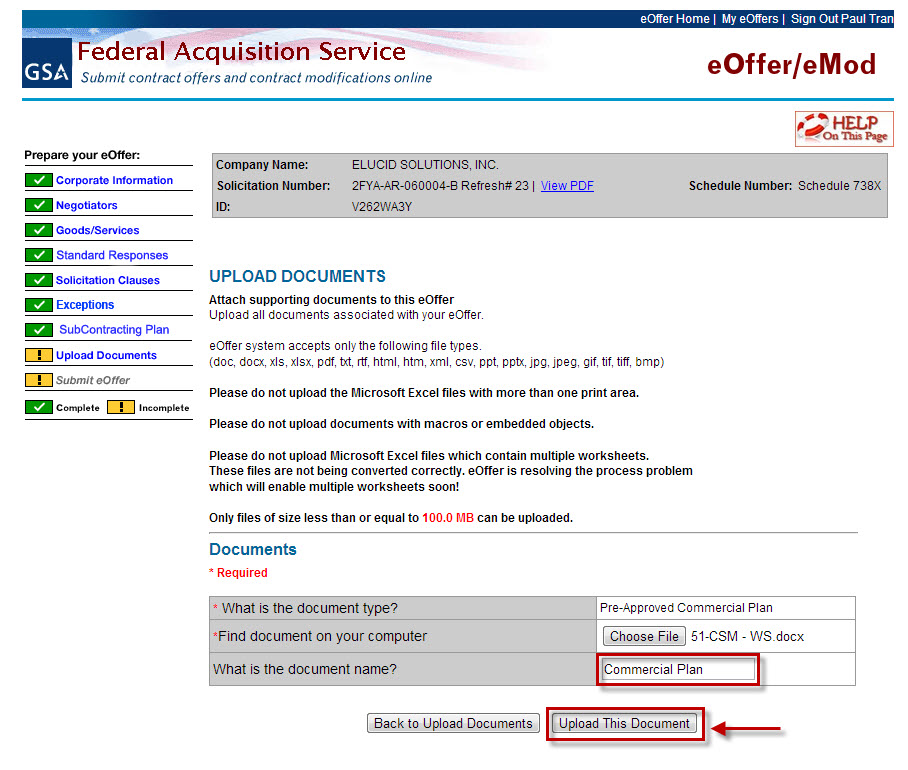 eOffer Home | My eOffers | Sign Out Paul Tran
GSA
Federal Acquisition Service
Submit contract offers and contract modifications online
eOffer/eMod
HELP
On This Page
Prepare your eOffer:
Corporate Information
Negotiators
Goods/Services
Standard Responses
Solicitation Clauses
Exceptions
SubContracting Plan
! Upload Documents
! Submit eOffer
Complete ! Incomplete
Company Name: ELUCID SOLUTIONS, INC.
Solicitation Number: 2FYA-AR-060004-B Refresh# 23 | View PDF Schedule Number: Schedule 738X
ID: V262WA3Y
UPLOAD DOCUMENTS
Attach supporting documents to this eOffer
Upload all documents associated with your eOffer.
eOffer system accepts only the following file types.
(doc, docx, xls, xlsx, pdf, txt, rtf, html, htm, xml, csv, ppt, pptx, jpg, jpeg, gif, tif, tiff, bmp)
Please do not upload the Microsoft Excel files with more than one print area.
Please do not upload documents with macros or embedded objects.
Please do not upload Microsoft Excel files which contain multiple worksheets.
These files are not being converted correctly. eOffer is resolving the process problem
which will enable multiple worksheets soon!
Only files of size less than or equal to 100.0 MB can be uploaded.
Documents
* Required
* What is the document type? Pre-Approved Commercial Plan
*Find document on your computer Choose File 51-CSM - WS.docx
What is the document name? Commercial Plan
Back to Upload Documents Upload This Document